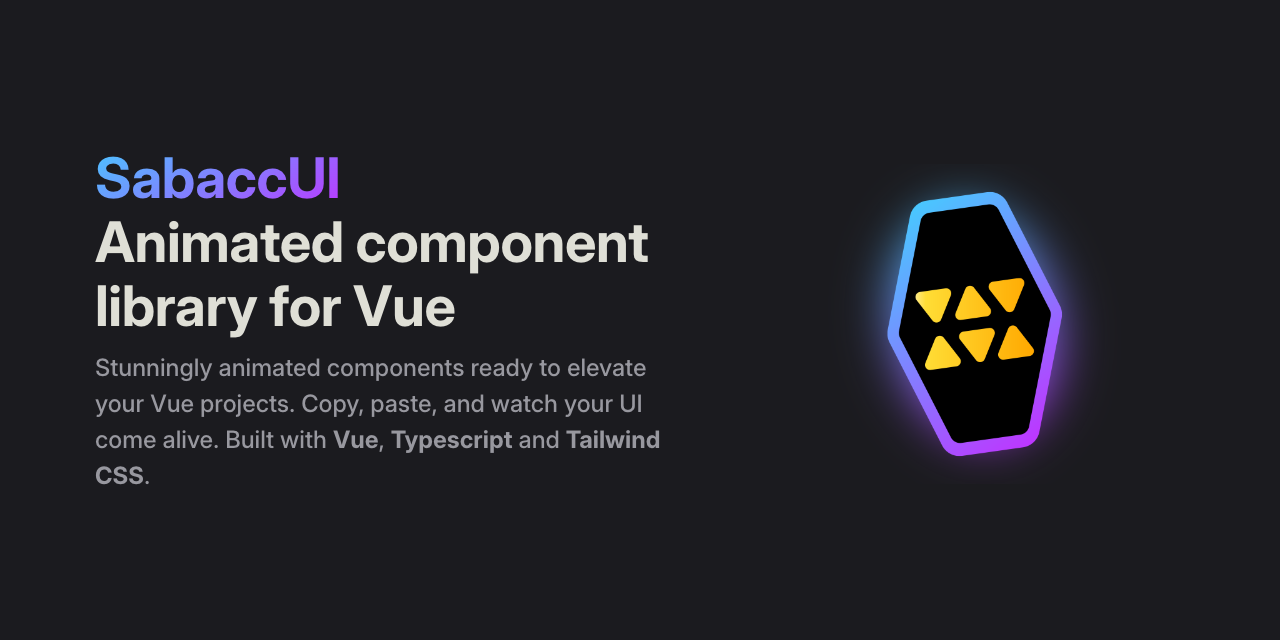 SabaccUI
Animated component
library for Vue
Stunningly animated components ready to elevate
your Vue projects. Copy, paste, and watch your UI
come alive. Built with Vue, Typescript and Tailwind
CSS.